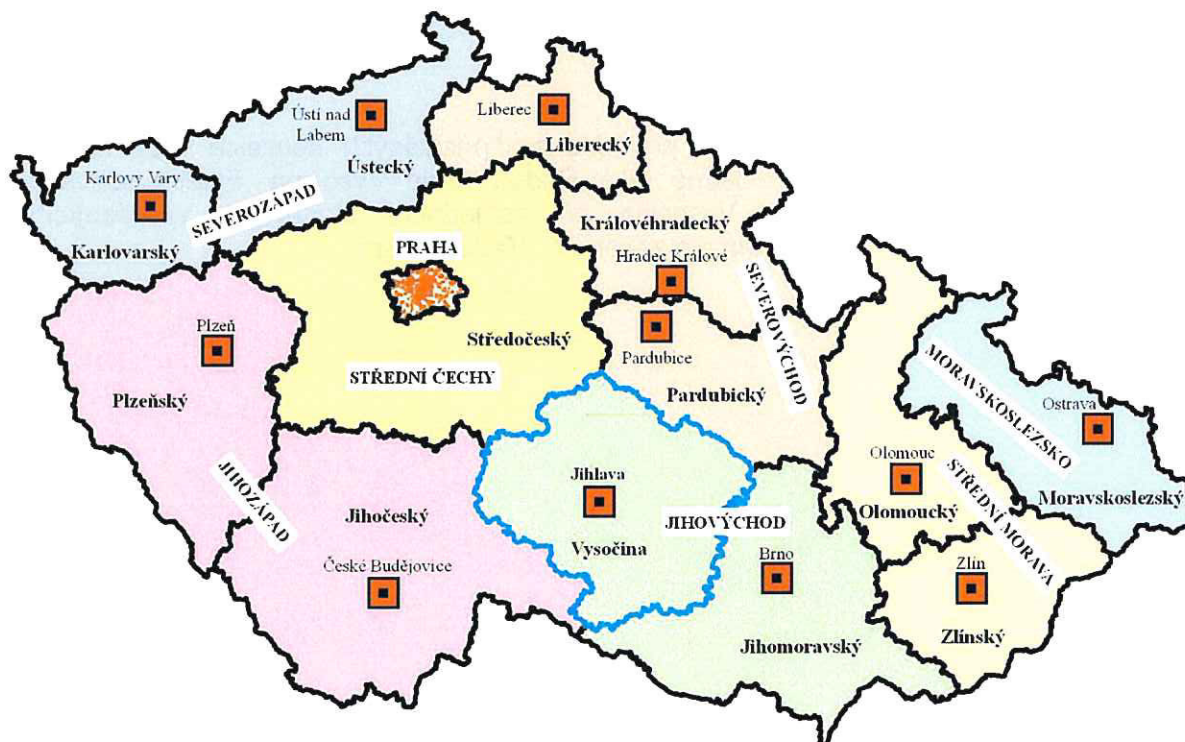 Ústí nad
Labem
Ústecký
Liberec
Liberecký
Karlovy Vary
SEVEROZÁPAD
Karlovarský
Královéhradecký
PRAHA
Hradec Králové
SEVEROVÝCHOD
Plzeň
Středočeský
Pardubice
STŘEDNÍ ČECHY
Plzeňský
Pardubický
MORAVSKOSLEZSKO
Ostrava
Jihlava
Olomouc
STŘEDNÍ MORAVA
Moravskoslezský
JIHOZÁPAD
Jihočeský
JIHOVÝCHOD
Olomoucký
Vysočina
České Budějovice
Brno
Zlín
Jihomoravský
Zlínský